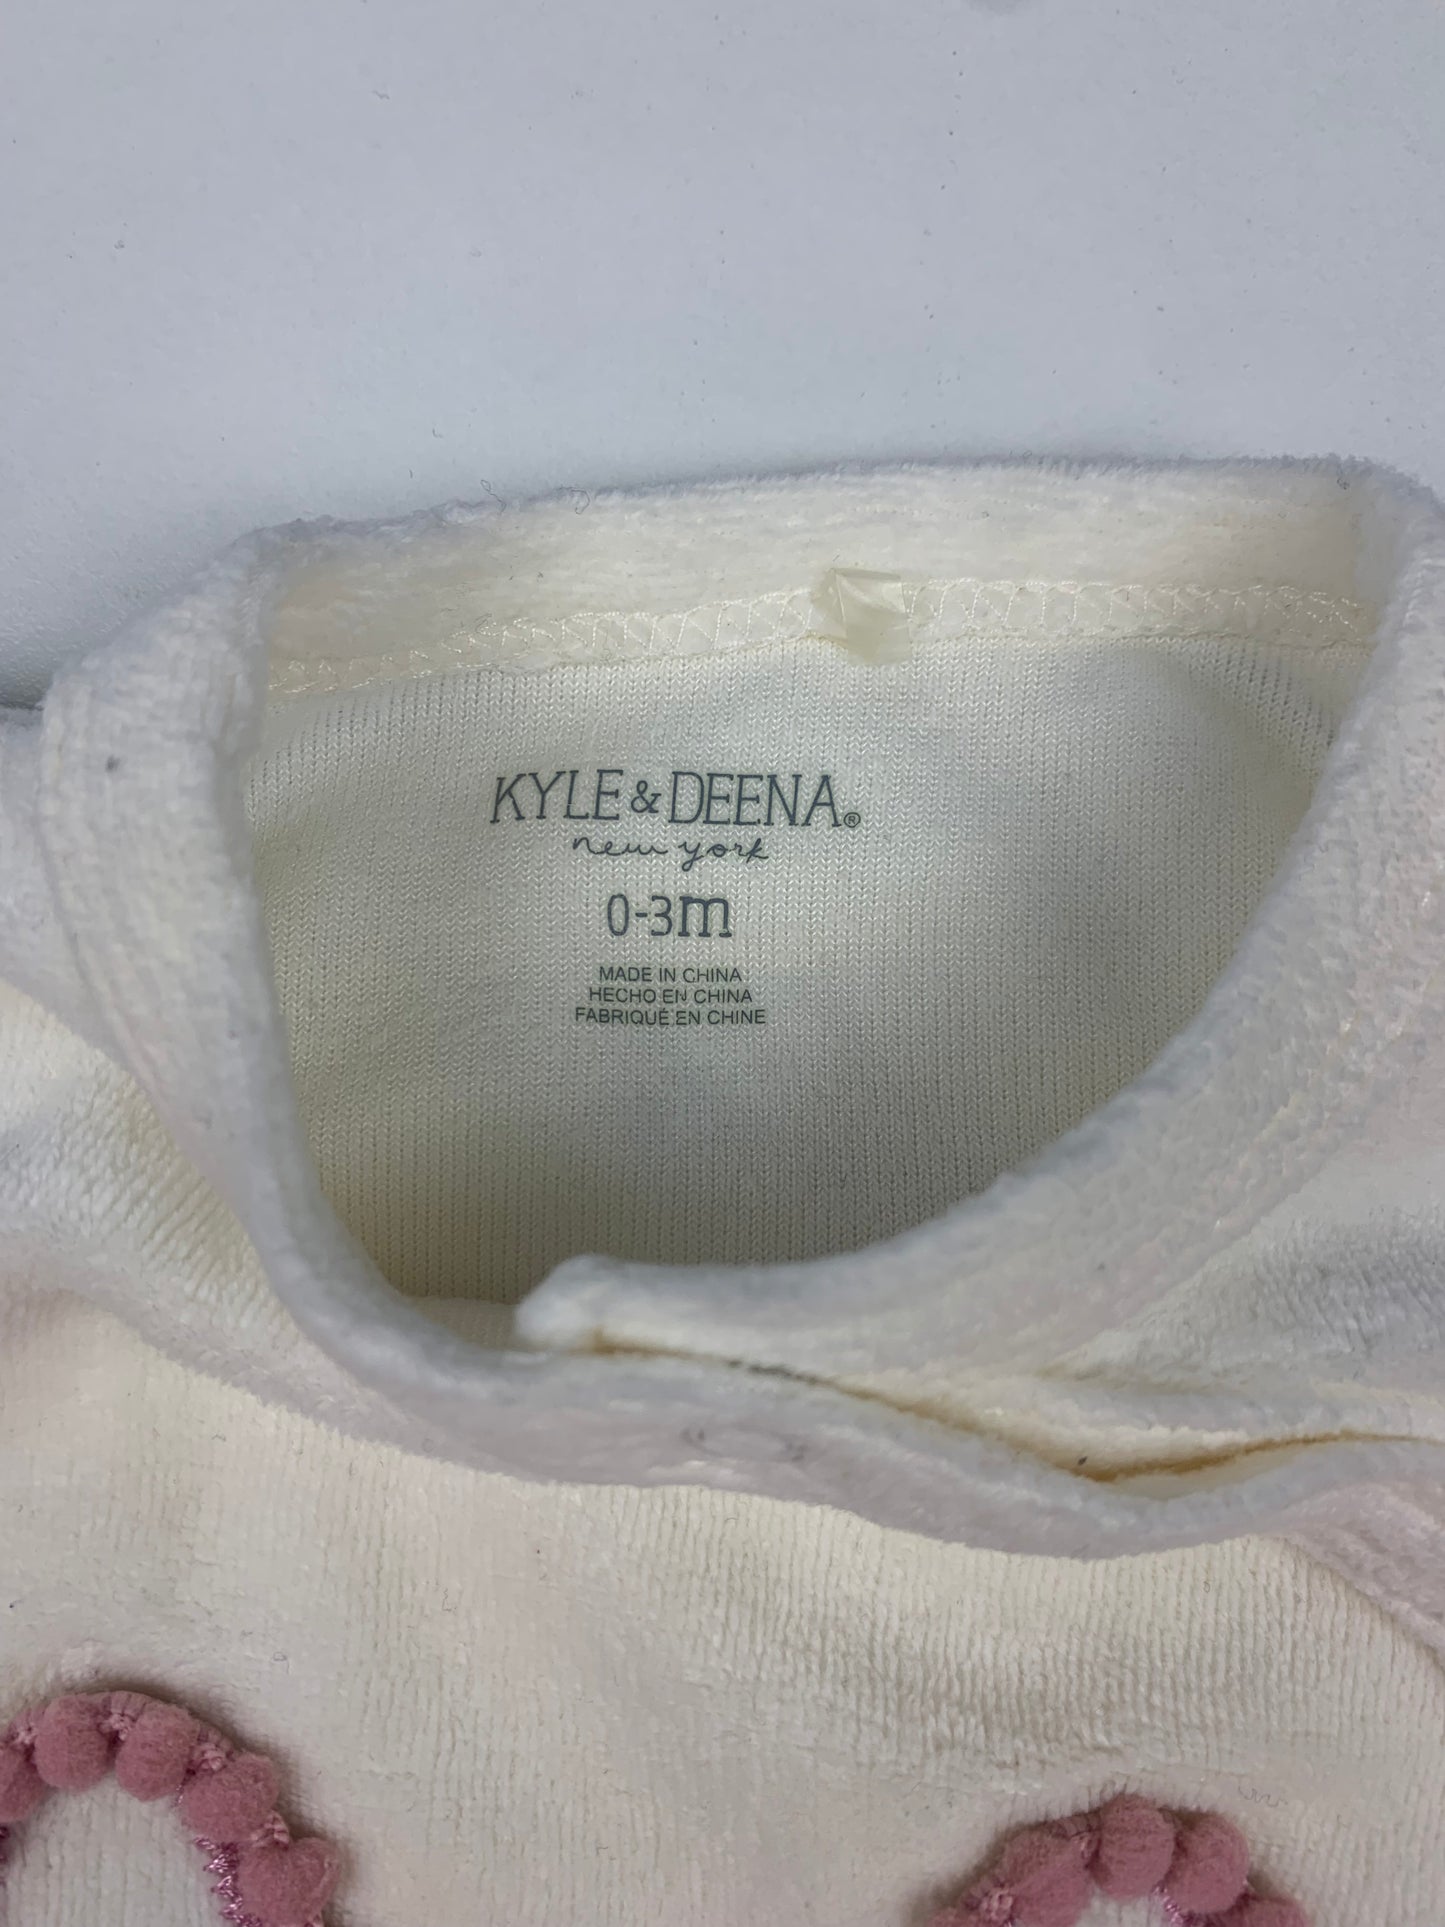 KYLE & DEENA®
new york
0-3m
MADE IN CHINA
HECHO EN CHINA
FABRIQUÉ EN CHINE